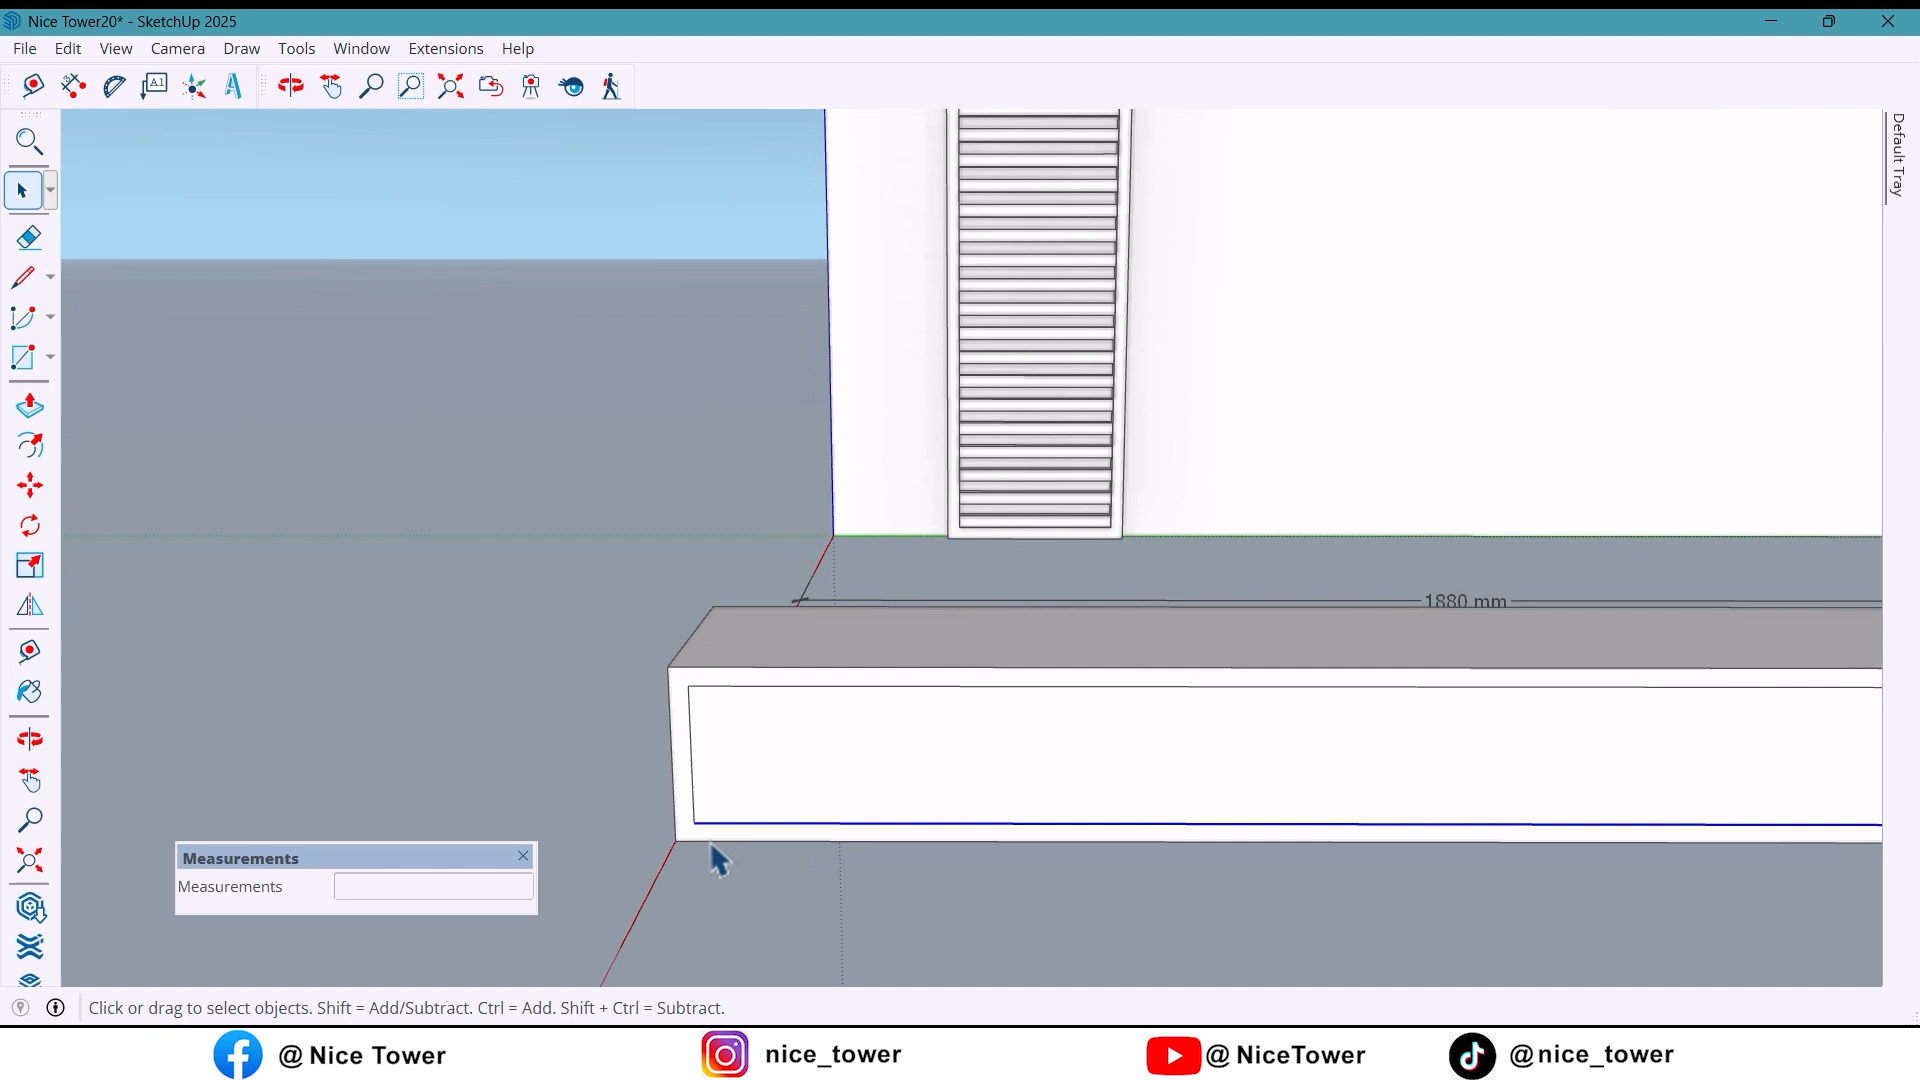 Nice Tower20* - SketchUp 2025
File Edit View Camera Draw Tools Window Extensions Help
A1
Default Tray
1880 mm
Measurements
Measurements
Click or drag to select objects. Shift = Add/Subtract. Ctrl = Add. Shift + Ctrl = Subtract.
@ Nice Tower nice_tower @ NiceTower @nice_tower